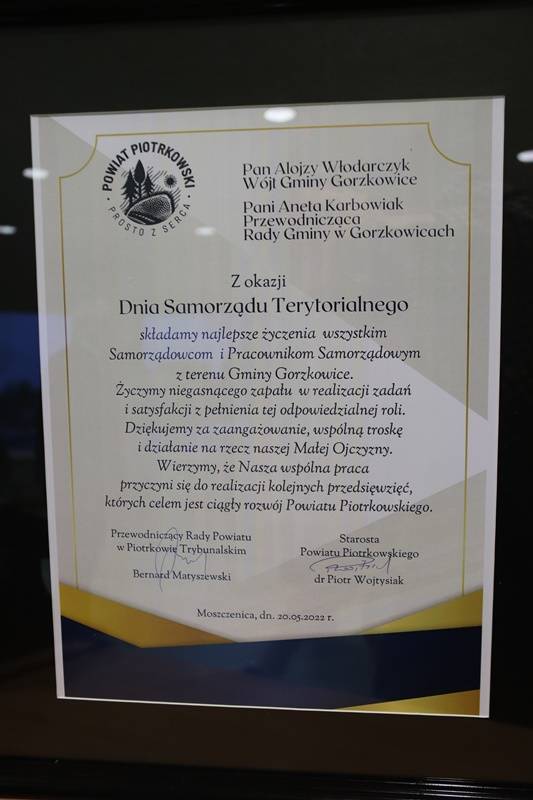 POWIAT PIOTRKOWSKI
PROSTO Z SERCA
Pan Alojzy Włodarczyk
Wójt Gminy Gorzkowice
Pani Aneta Karbowiak
Przewodnicząca
Rady Gminy w Gorzkowicach
Z okazji
Dnia Samorządu Terytorialnego
składamy najlepsze życzenia wszystkim
Samorządowcom i Pracownikom Samorządowym
z terenu Gminy Gorzkowice.
Życzymy niegasnącego zapału w realizacji zadań
i satysfakcji z pełnienia tej odpowiedzialnej roli.
Dziękujemy za zaangażowanie, wspólną troskę
i działanie na rzecz naszej Małej Ojczyzny.
Wierzymy, że Nasza wspólna praca
przyczyni się do realizacji kolejnych przedsięwzięć,
których celem jest ciągły rozwój Powiatu Piotrkowskiego.
Przewodniczący Rady Powiatu
w Piotrkowie Trybunalskim
Bernard Matyszewski
Starosta
Powiatu Piotrkowskiego
dr Piotr Wojtysiak
Moszczenica, dn. 20.05.2022 r.